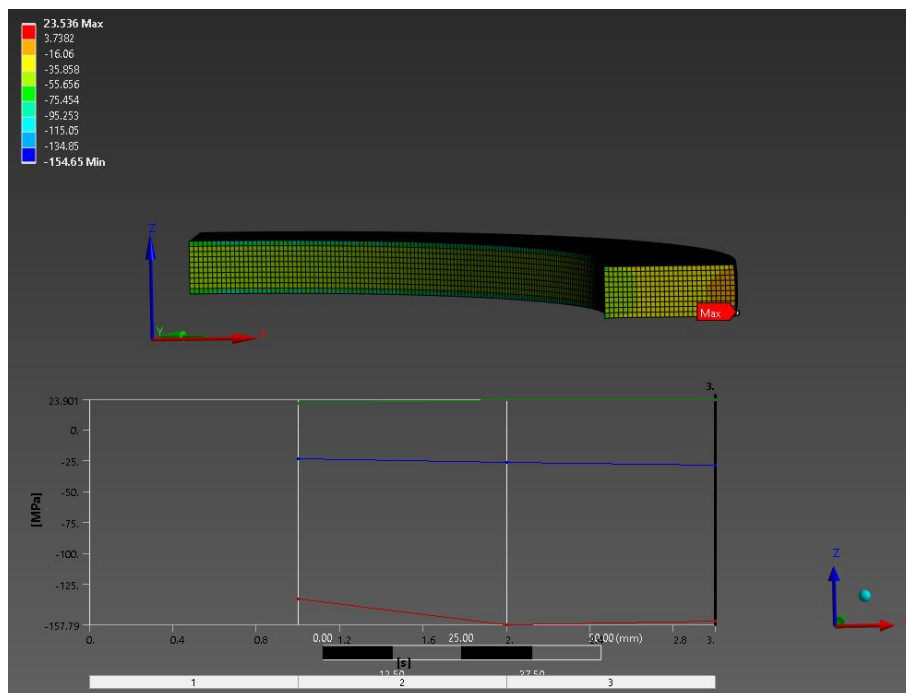 23.536 Max
3.7382
-16.06
-35.858
-55.656
-75.454
-95.253
-115.05
-134.85
-154.65 Min
Z
Y
X
Max
3.
23.901
0.
-25.
-50.
[MPa]
-75.
-100.
-125.
-157.79
0. 0.4 0.8 1.2 1.6 2. 2.8 3.
0.00 25.00 50.00 (mm)
[s]
12.50 37.50
1 2 3
Z